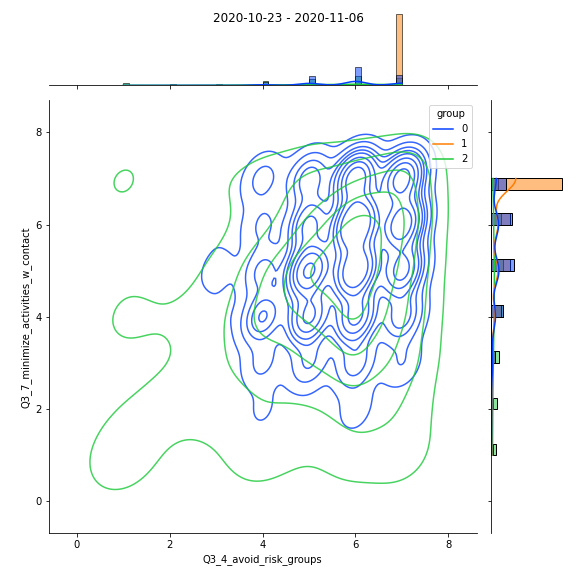 2020-10-23 - 2020-11-06
group
0
1
2
Q3_7_minimize_activities_w_contact
8
6
4
2
0
0 2 4 6 8
Q3_4_avoid_risk_groups